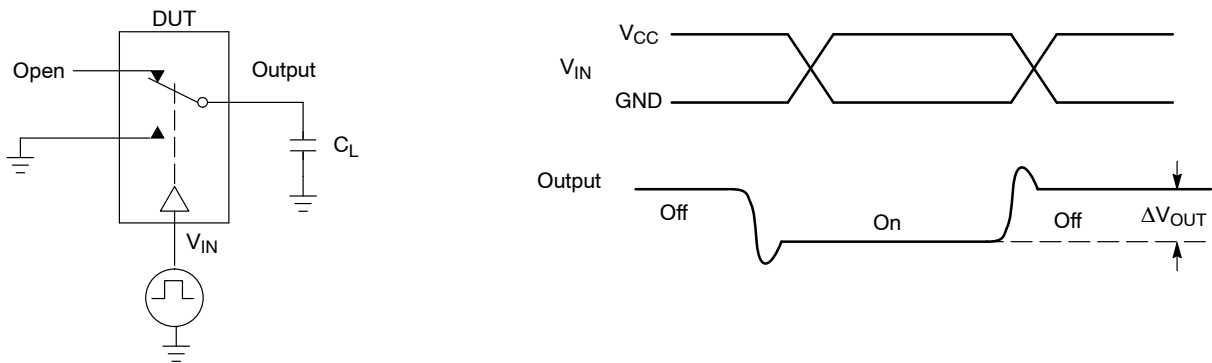 DUT
Open
Output
C_L
V_IN
V_CC
V_IN
GND
Output
Off
On
Off
ΔV_OUT